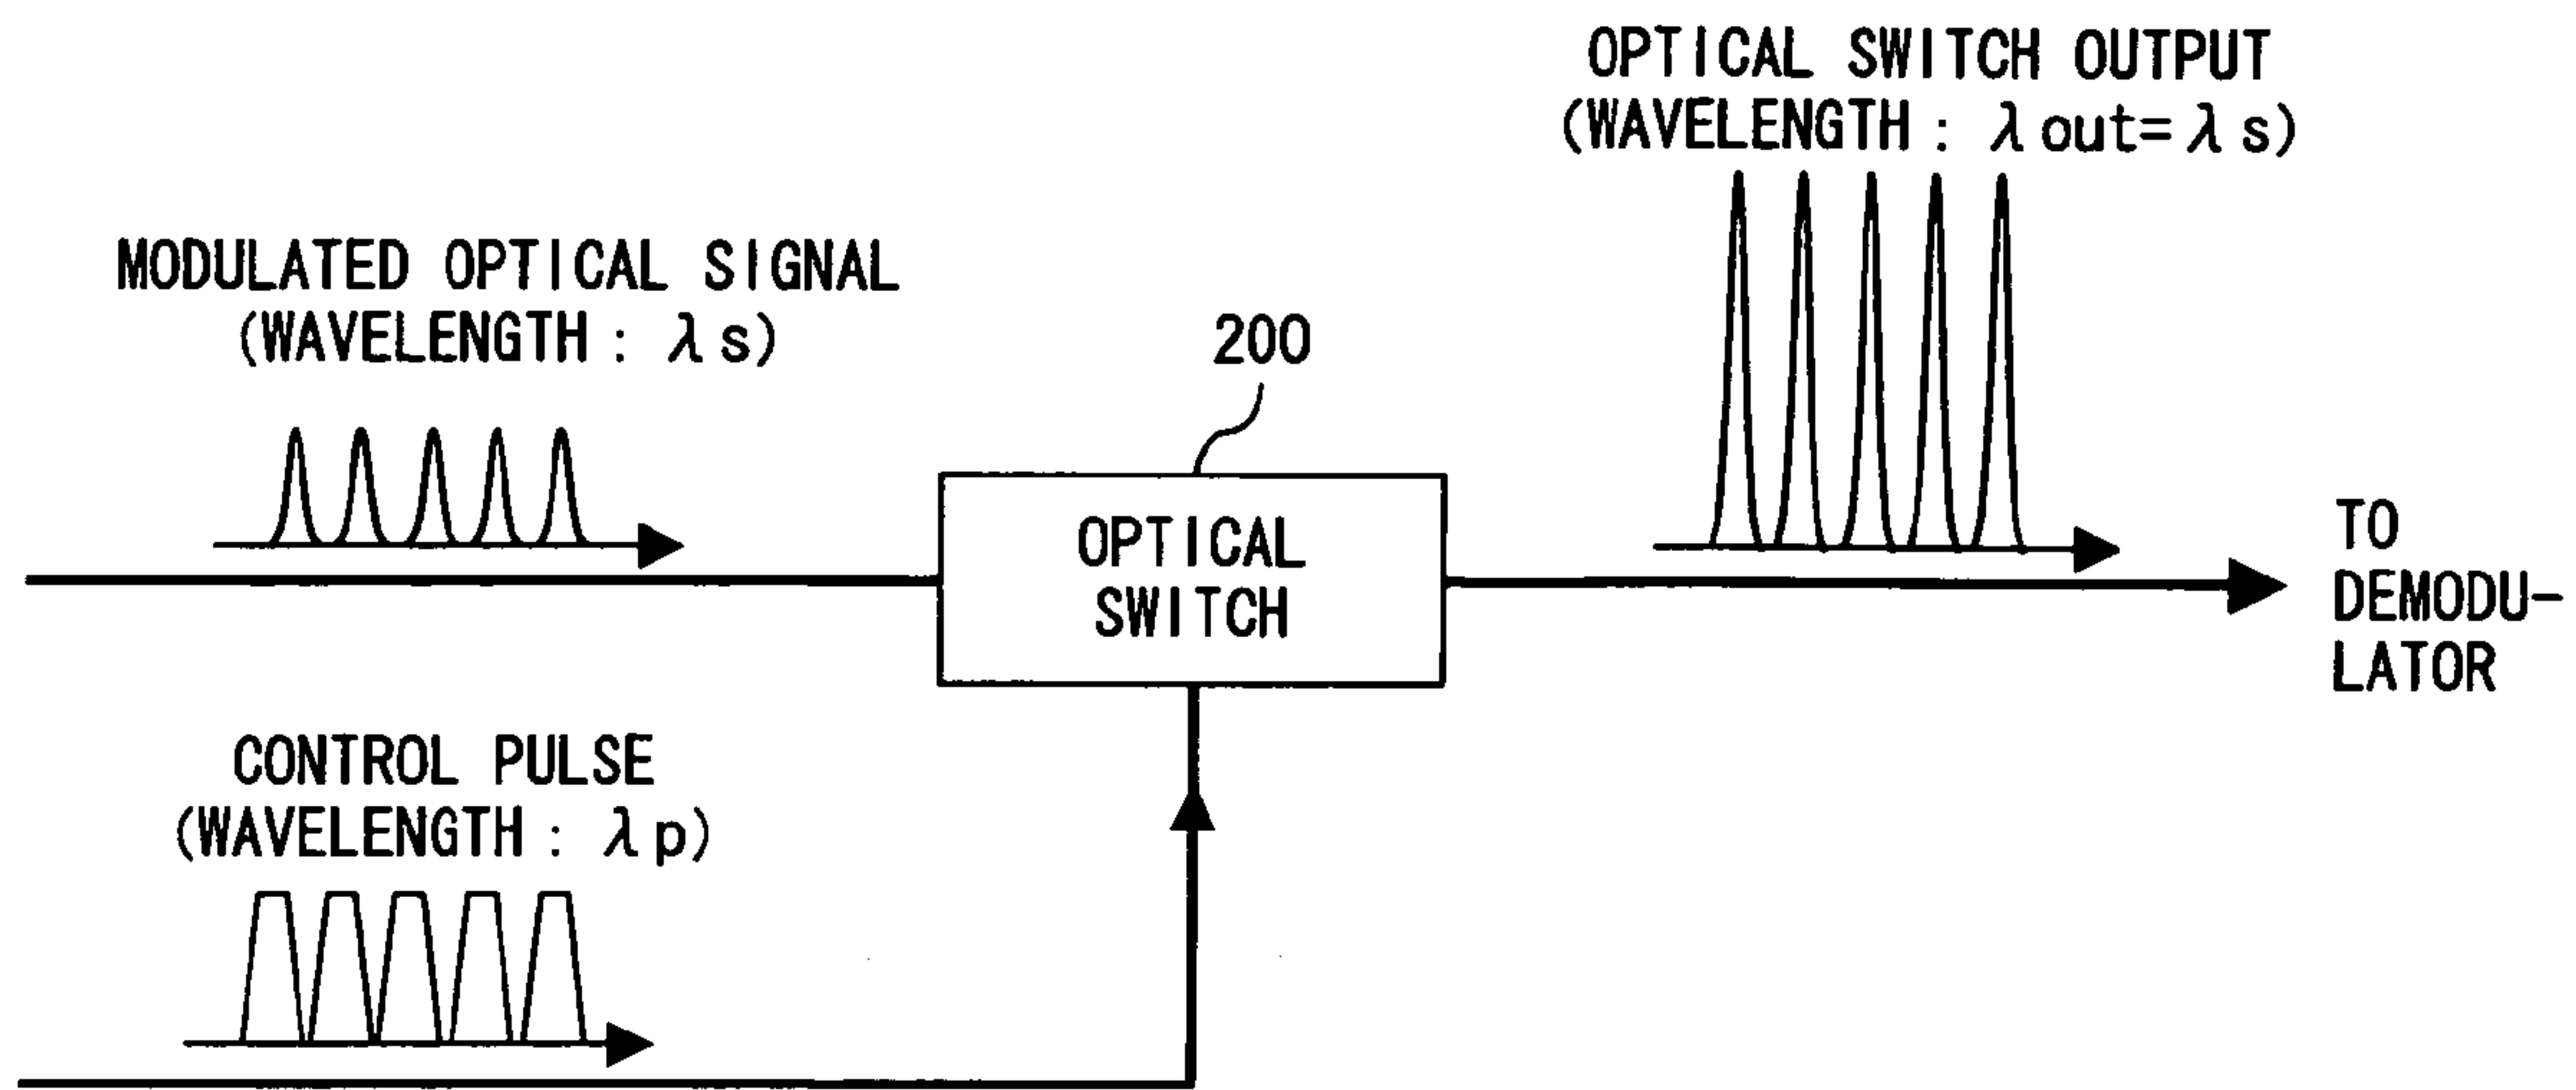 OPTICAL SWITCH OUTPUT
(WAVELENGTH : λout=λs)
MODULATED OPTICAL SIGNAL
(WAVELENGTH : λs)
200
OPTICAL
SWITCH
TO
DEMODU-
LATOR
CONTROL PULSE
(WAVELENGTH : λp)